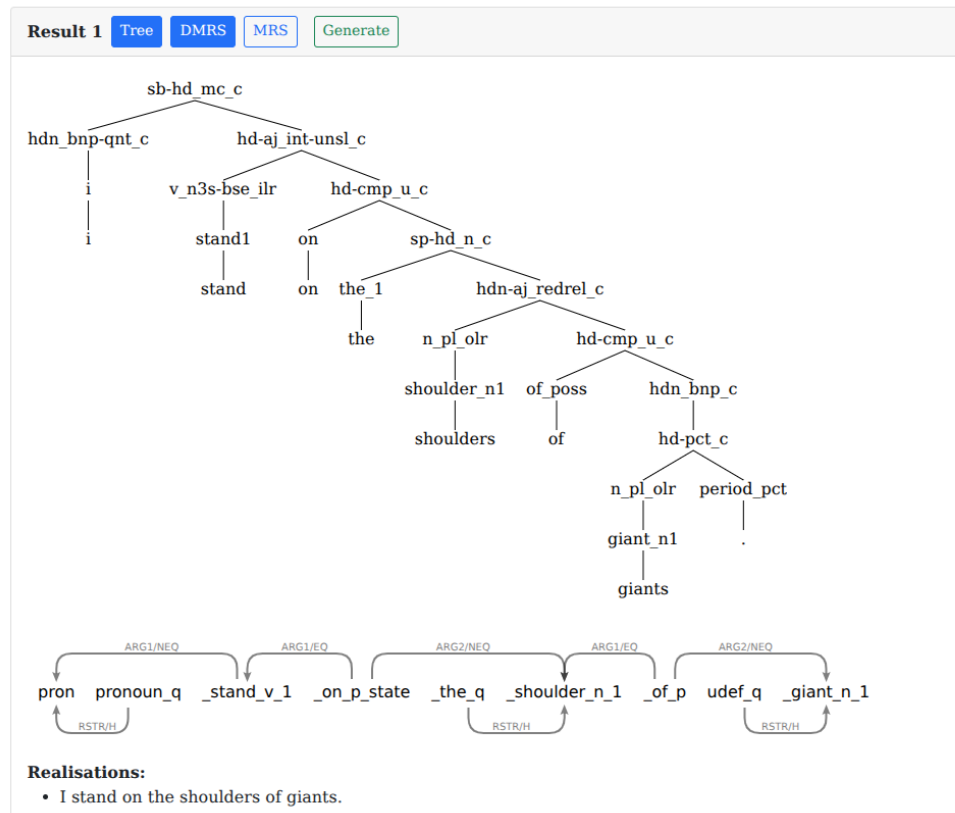 Result 1 Tree DMRS MRS Generate
sb-hd_mc_c
hdn_bnp-qnt_c hd-aj_int-unsl_c
i v_n3s-bse_ilr hd-cmp_u_c
i stand1 on sp-hd_n_c
stand on the_1 hdn-aj_redrel_c
the n_pl_olr hd-cmp_u_c
shoulder_n1 of_poss hdn_bnp_c
shoulders of hd-pct_c
n_pl_olr period_pct
giant_n1 .
giants
ARG1/NEQ ARG1/EQ ARG2/NEQ ARG1/EQ ARG2/NEQ
pron pronoun_q _stand_v_1 _on_p_state _the_q _shoulder_n_1 _of_p udef_q _giant_n_1
RSTR/H RSTR/H RSTR/H
Realisations:
• I stand on the shoulders of giants.